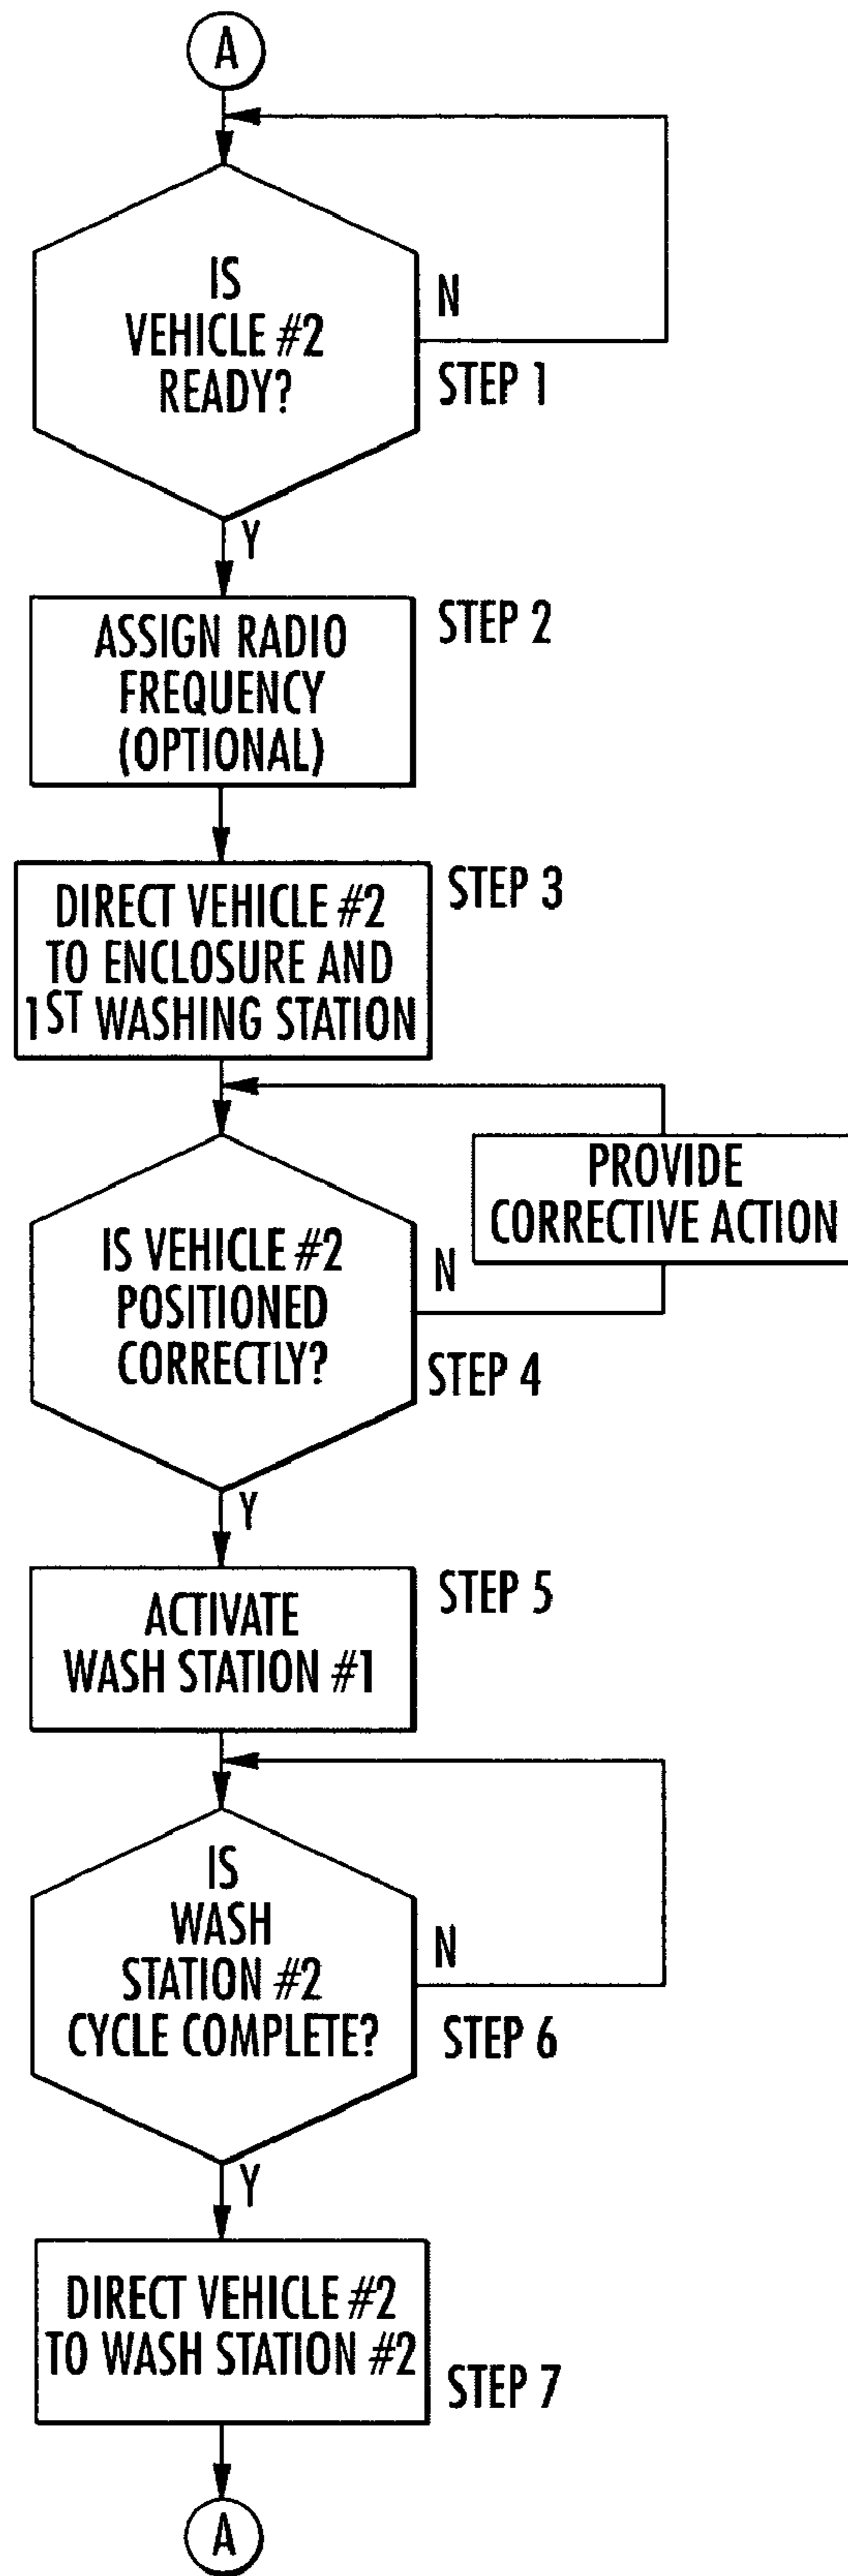 A
IS
VEHICLE #2
READY?
N
STEP 1
Y
ASSIGN RADIO
FREQUENCY
(OPTIONAL)
STEP 2
DIRECT VEHICLE #2
TO ENCLOSURE AND
1ST WASHING STATION
STEP 3
PROVIDE
CORRECTIVE ACTION
IS VEHICLE #2
POSITIONED
CORRECTLY?
N
STEP 4
Y
ACTIVATE
WASH STATION #1
STEP 5
IS
WASH
STATION #2
CYCLE COMPLETE?
N
STEP 6
Y
DIRECT VEHICLE #2
TO WASH STATION #2
STEP 7
A